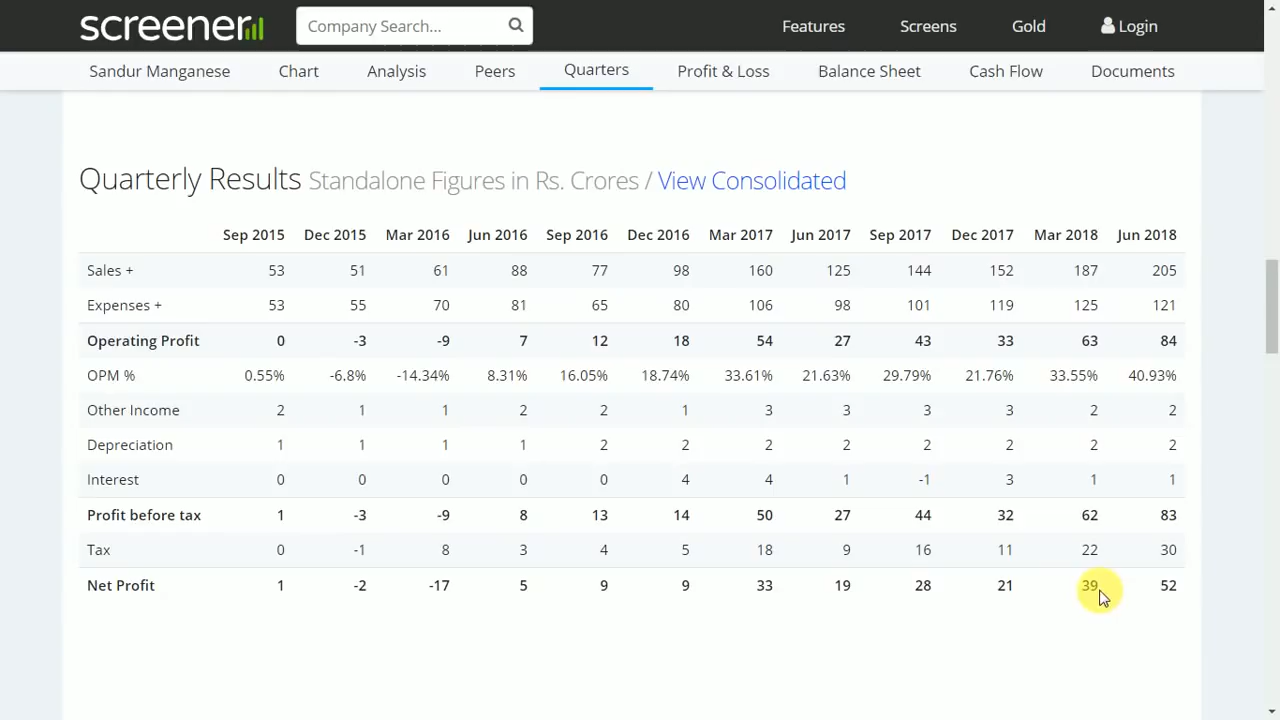 screener Company Search... Features Screens Gold Login
Sandur Manganese Chart Analysis Peers Quarters Profit & Loss Balance Sheet Cash Flow Documents
Quarterly Results Standalone Figures in Rs. Crores / View Consolidated
Sep 2015 Dec 2015 Mar 2016 Jun 2016 Sep 2016 Dec 2016 Mar 2017 Jun 2017 Sep 2017 Dec 2017 Mar 2018 Jun 2018
Sales + 53 51 61 88 77 98 160 125 144 152 187 205
Expenses + 53 55 70 81 65 80 106 98 101 119 125 121
Operating Profit 0 -3 -9 7 12 18 54 27 43 33 63 84
OPM % 0.55% -6.8% -14.34% 8.31% 16.05% 18.74% 33.61% 21.63% 29.79% 21.76% 33.55% 40.93%
Other Income 2 1 1 2 2 1 3 3 3 3 2 2
Depreciation 1 1 1 1 2 2 2 2 2 2 2 2
Interest 0 0 0 0 0 4 4 1 -1 3 1 1
Profit before tax 1 -3 -9 8 13 14 50 27 44 32 62 83
Tax 0 -1 8 3 4 5 18 9 16 11 22 30
Net Profit 1 -2 -17 5 9 9 33 19 28 21 39 52